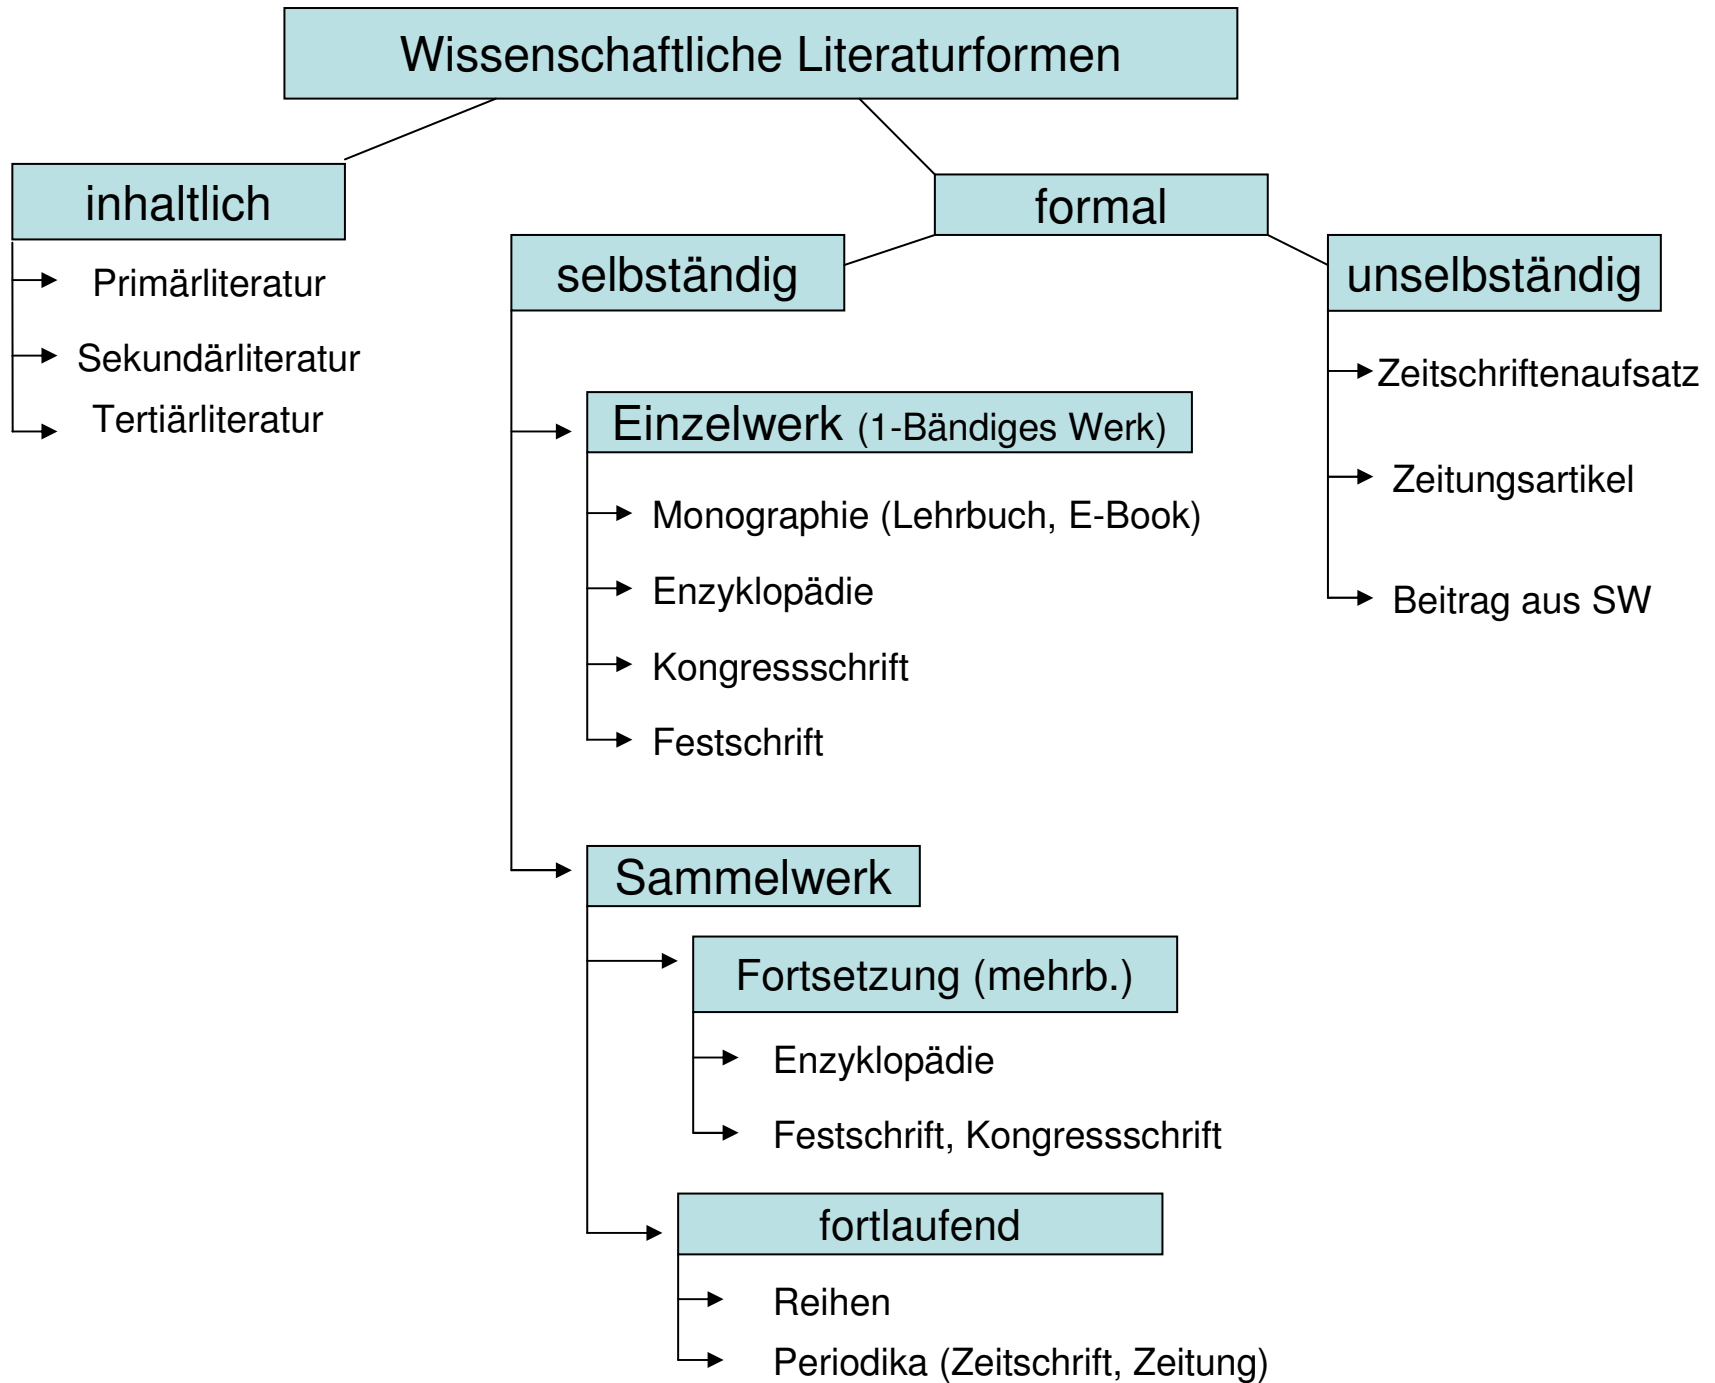 Wissenschaftliche Literaturformen
inhaltlich
Primärliteratur
Sekundärliteratur
Tertiärliteratur
formal
selbständig
Einzelwerk (1-Bändiges Werk)
Monographie (Lehrbuch, E-Book)
Enzyklopädie
Kongressschrift
Festschrift
Sammelwerk
Fortsetzung (mehrb.)
Enzyklopädie
Festschrift, Kongressschrift
fortlaufend
Reihen
Periodika (Zeitschrift, Zeitung)
unselbständig
Zeitschriftenaufsatz
Zeitungsartikel
Beitrag aus SW